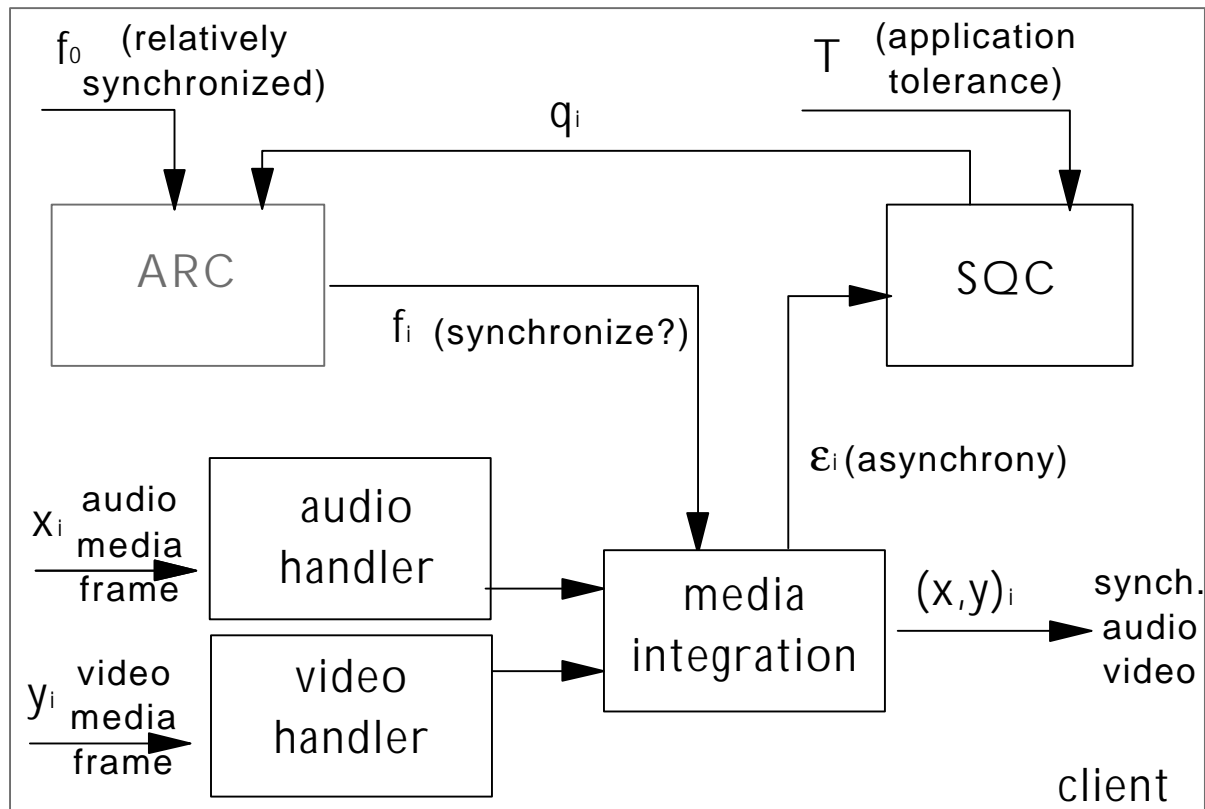 f0 (relatively
synchronized)
T (application
tolerance)
qi
ARC
SQC
fi (synchronize?)
εi (asynchrony)
xi audio
media
frame
audio
handler
yi video
media
frame
video
handler
media
integration
(x,y)i
synch.
audio
video
client